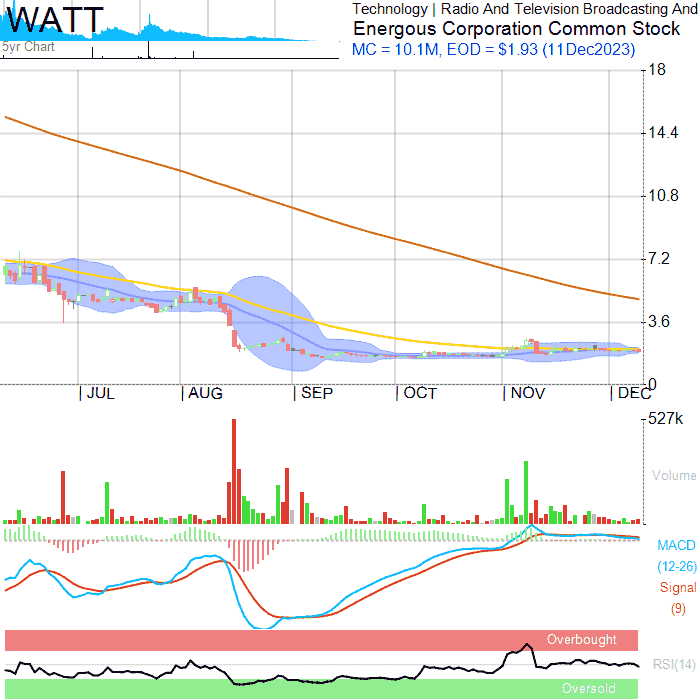 WATT
5yr Chart
Technology | Radio And Television Broadcasting And
Energous Corporation Common Stock
MC = 10.1M, EOD = $1.93 (11Dec2023)
18
14.4
10.8
7.2
3.6
0
JUL AUG SEP OCT NOV DEC
527k
Volume
MACD
(12-26)
Signal
(9)
Overbought
RSI(14)
Oversold